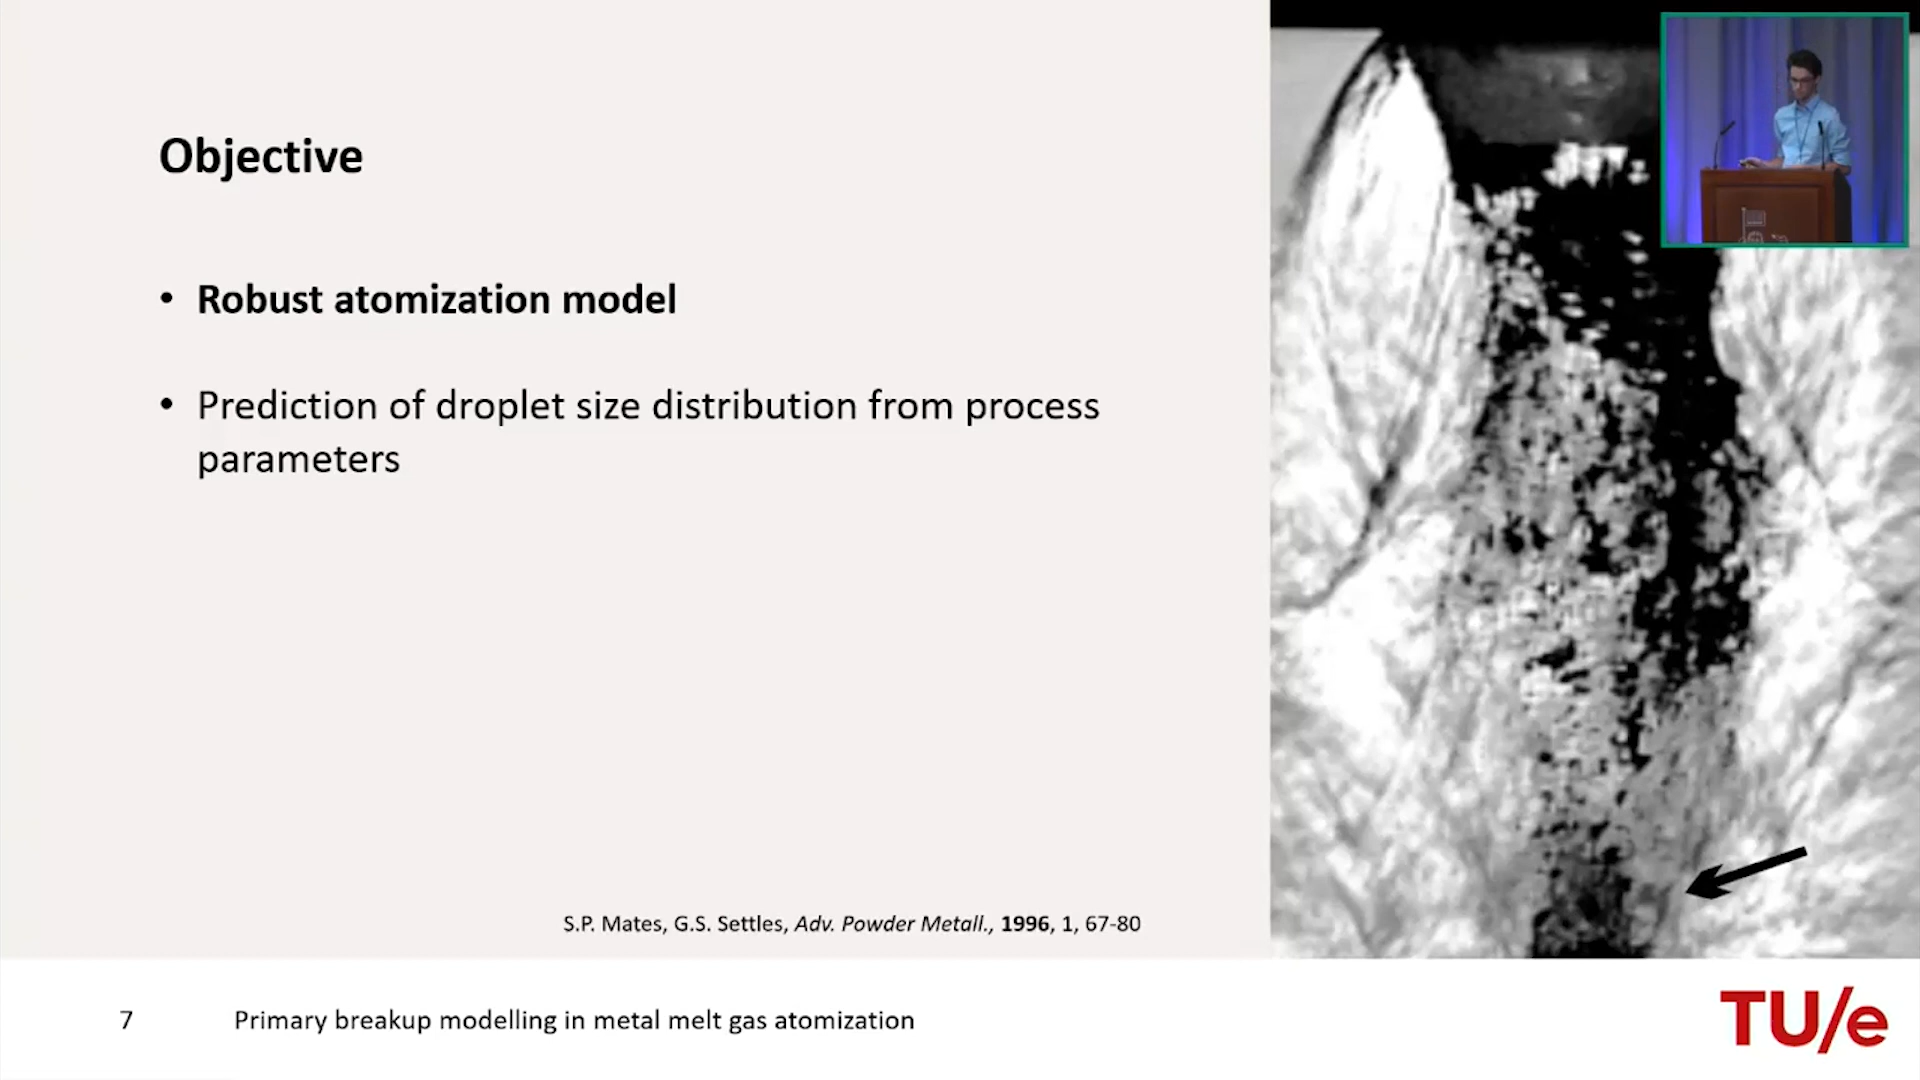 Objective
• Robust atomization model
• Prediction of droplet size distribution from process
parameters
S.P. Mates, G.S. Settles, Adv. Powder Metall., 1996, 1, 67-80
7 Primary breakup modelling in metal melt gas atomization
TU/e